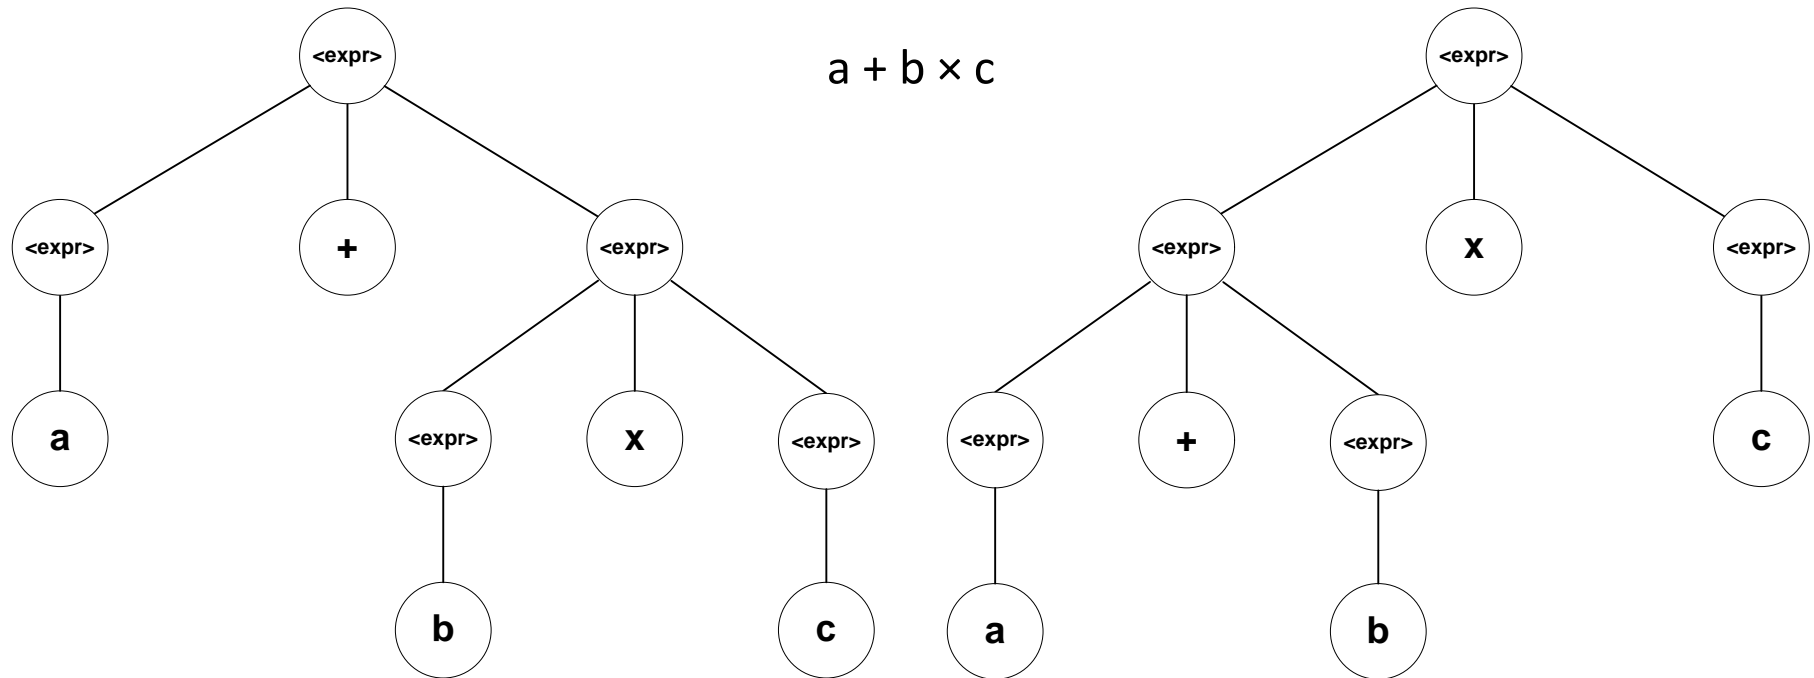 <expr> a + b × c <expr>
<expr> + <expr> <expr> x <expr>
a <expr> x <expr> <expr> + <expr> c
b c a b